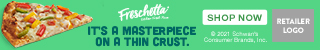 Freschetta
IT'S A MASTERPIECE
ON A THIN CRUST.
SHOP NOW
© 2021 Schwan's
Consumer Brands, Inc.
RETAILER
LOGO